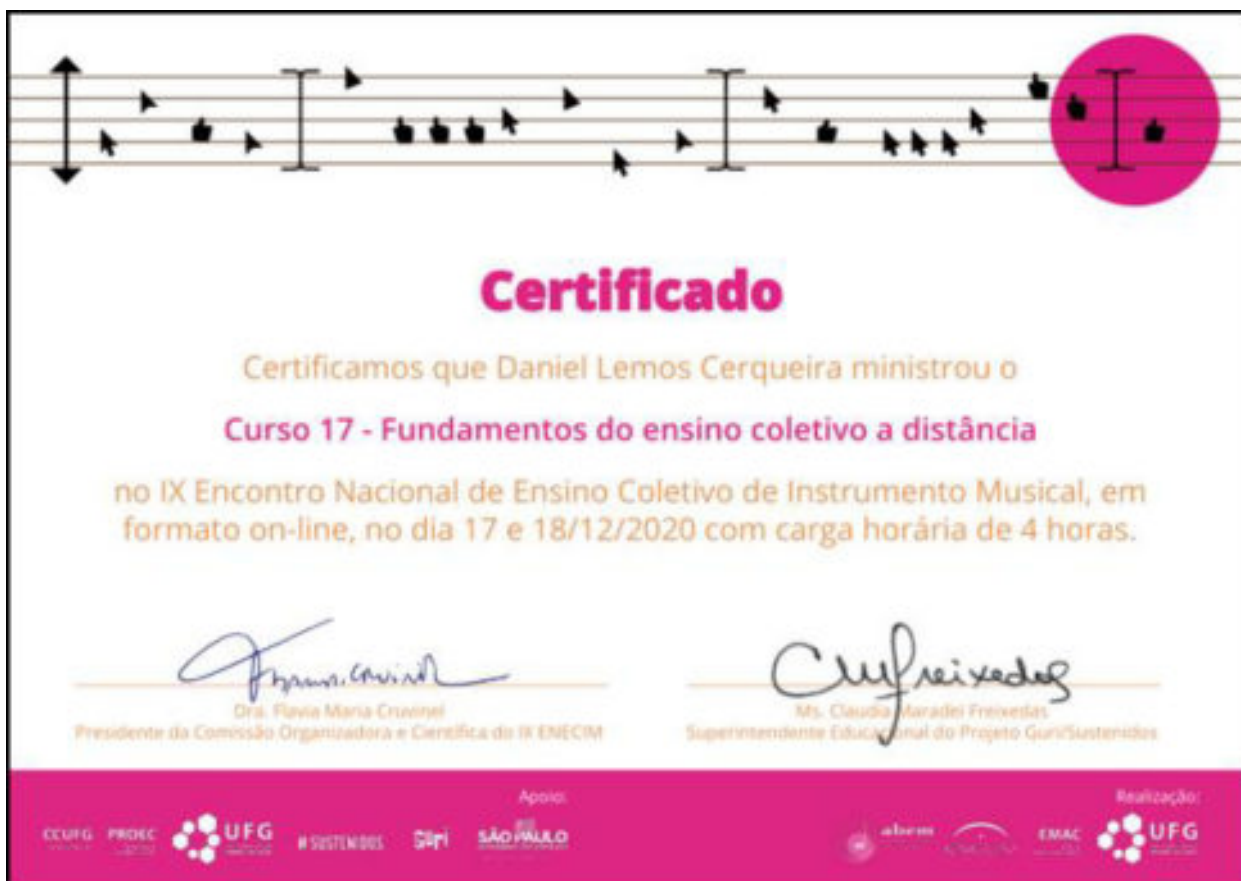 Certificado
Certificamos que Daniel Lemos Cerqueira ministrou o
Curso 17 - Fundamentos do ensino coletivo a distância
no IX Encontro Nacional de Ensino Coletivo de Instrumento Musical, em
formato on-line, no dia 17 e 18/12/2020 com carga horária de 4 horas.
Dra. Flavia Maria Cruvinel
Presidente da Comissão Organizadora e Científica do IX ENECIM
Ms. Claudia Maradei Freixedas
Superintendente Educacional do Projeto Guri/Sustenidos
Apoio:
CCUFG PROEC UFG #SUSTENIDOS guri SÃO PAULO
Realização:
abem EMAC UFG